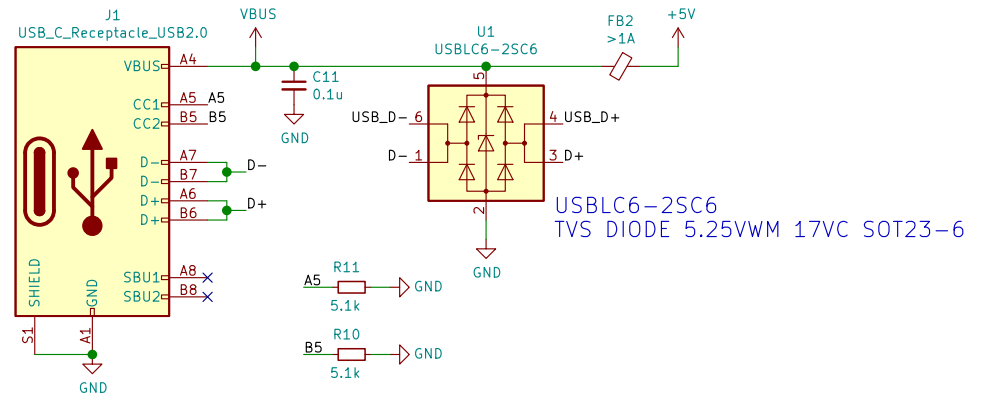 J1
USB_C_Receptacle_USB2.0
VBUS
A4
CC1
A5
A5
CC2
B5
B5
D-
A7
D-
B7
D-
D+
A6
D+
B6
D+
SBU1
A8
SBU2
B8
SHIELD
GND
S1
A1
GND
VBUS
C11
0.1u
GND
U1
USBLC6-2SC6
5
USB_D-
6
4
USB_D+
D-
1
3
D+
2
GND
FB2
>1A
+5V
USBLC6-2SC6
TVS DIODE 5.25VWM 17VC SOT23-6
A5
R11
5.1k
GND
B5
R10
5.1k
GND